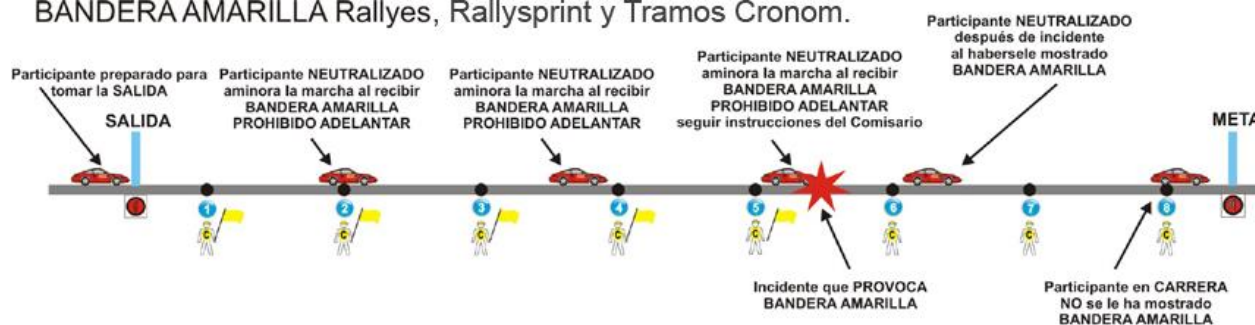 BANDERA AMARILLA Rallyes, Rallysprint y Tramos Cronom.
Participante preparado para
tomar la SALIDA
SALIDA
Participante NEUTRALIZADO
aminora la marcha al recibir
BANDERA AMARILLA
PROHIBIDO ADELANTAR
Participante NEUTRALIZADO
aminora la marcha al recibir
BANDERA AMARILLA
PROHIBIDO ADELANTAR
Participante NEUTRALIZADO
aminora la marcha al recibir
BANDERA AMARILLA
PROHIBIDO ADELANTAR
seguir instrucciones del Comisario
Participante NEUTRALIZADO
después de incidente
al habersele mostrado
BANDERA AMARILLA
META
1 2 3 4 5 6 7 8
C C C C C C C C
Incidente que PROVOCA
BANDERA AMARILLA
Participante en CARRERA
NO se le ha mostrado
BANDERA AMARILLA